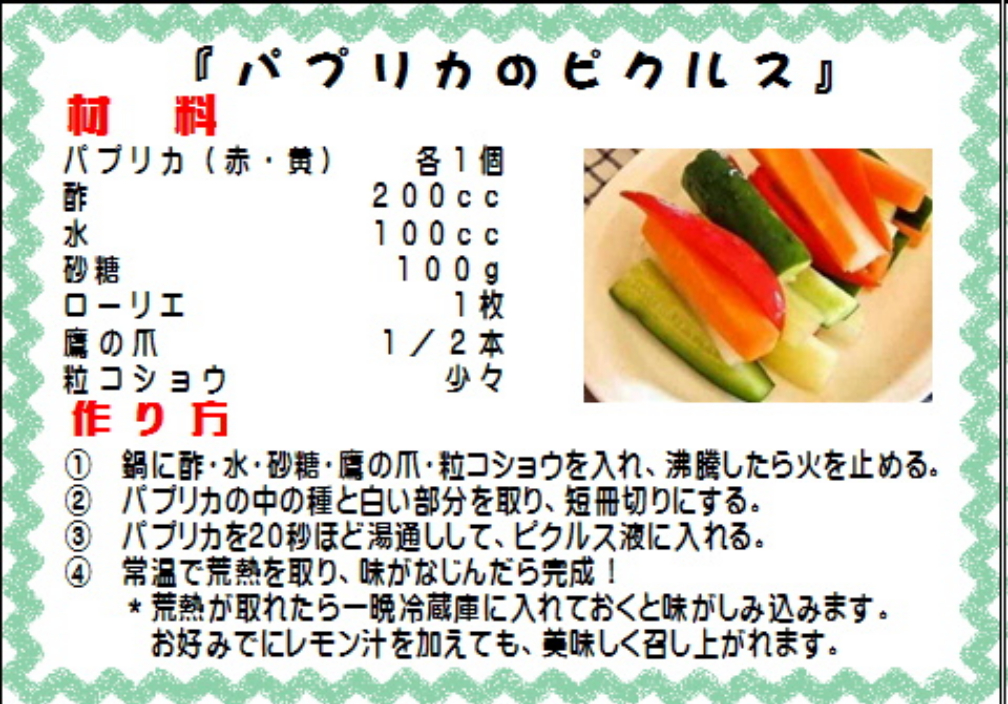 『パプリカのピクルス』
材　料
パプリカ（赤・黄）　各１個
酢　２００ｃｃ
水　１００ｃｃ
砂糖　１００ｇ
ローリエ　１枚
鷹の爪　１／２本
粒コショウ　少々
作り方
①　鍋に酢・水・砂糖・鷹の爪・粒コショウを入れ、沸騰したら火を止める。
②　パプリカの中の種と白い部分を取り、短冊切りにする。
③　パプリカを20秒ほど湯通しして、ピクルス液に入れる。
④　常温で荒熱を取り、味がなじんだら完成！
＊荒熱が取れたら一晩冷蔵庫に入れておくと味がしみ込みます。
お好みでにレモン汁を加えても、美味しく召し上がれます。